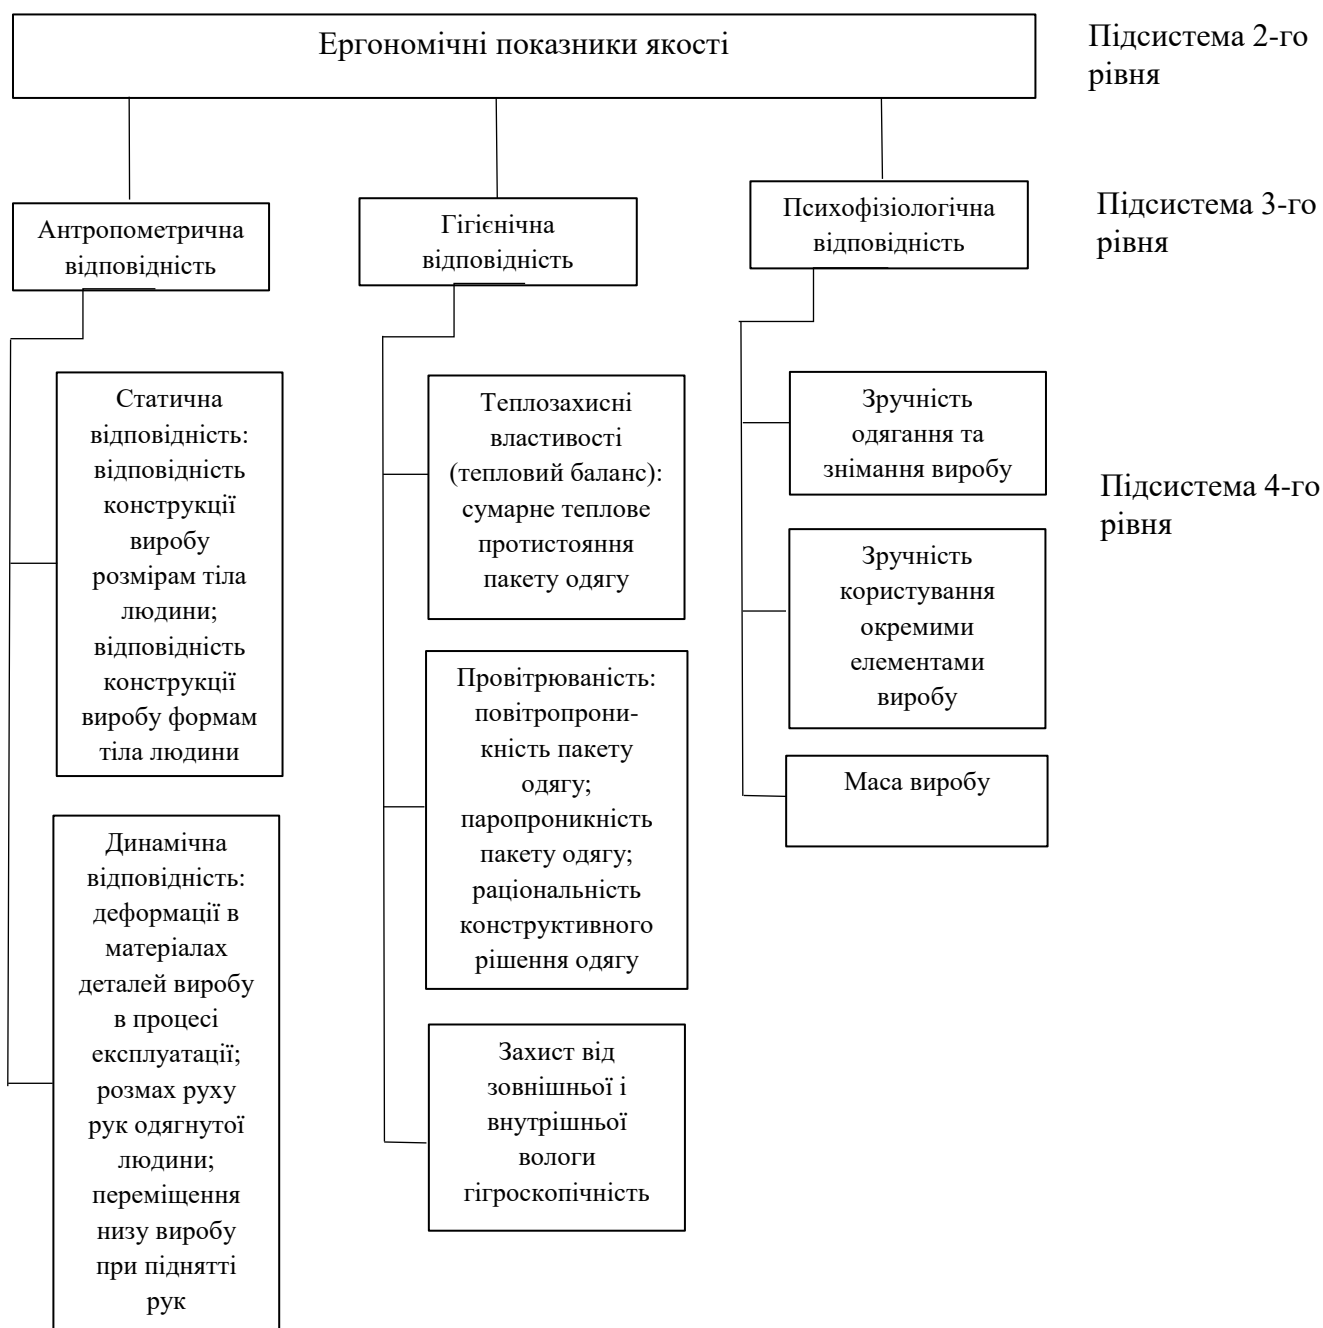 Ергономічні показники якості
Підсистема 2-го
рівня
Антропометрична
відповідність
Гігієнічна
відповідність
Психофізіологічна
відповідність
Підсистема 3-го
рівня
Статична
відповідність:
відповідність
конструкції
виробу
розмірам тіла
людини;
відповідність
конструкції
виробу формам
тіла людини
Динамічна
відповідність:
деформації в
матеріалах
деталей виробу
в процесі
експлуатації;
розмах руху
рук одягнутої
людини;
переміщення
низу виробу
при піднятті
рук
Теплозахисні
властивості
(тепловий баланс):
сумарне теплове
протистояння
пакету одягу
Провітрюваність:
повітропрони-
кність пакету
одягу;
паропроникність
пакету одягу;
раціональність
конструктивного
рішення одягу
Захист від
зовнішньої і
внутрішньої
вологи
гігроскопічність
Зручність
одягання та
знімання виробу
Зручність
користування
окремими
елементами
виробу
Маса виробу
Підсистема 4-го
рівня